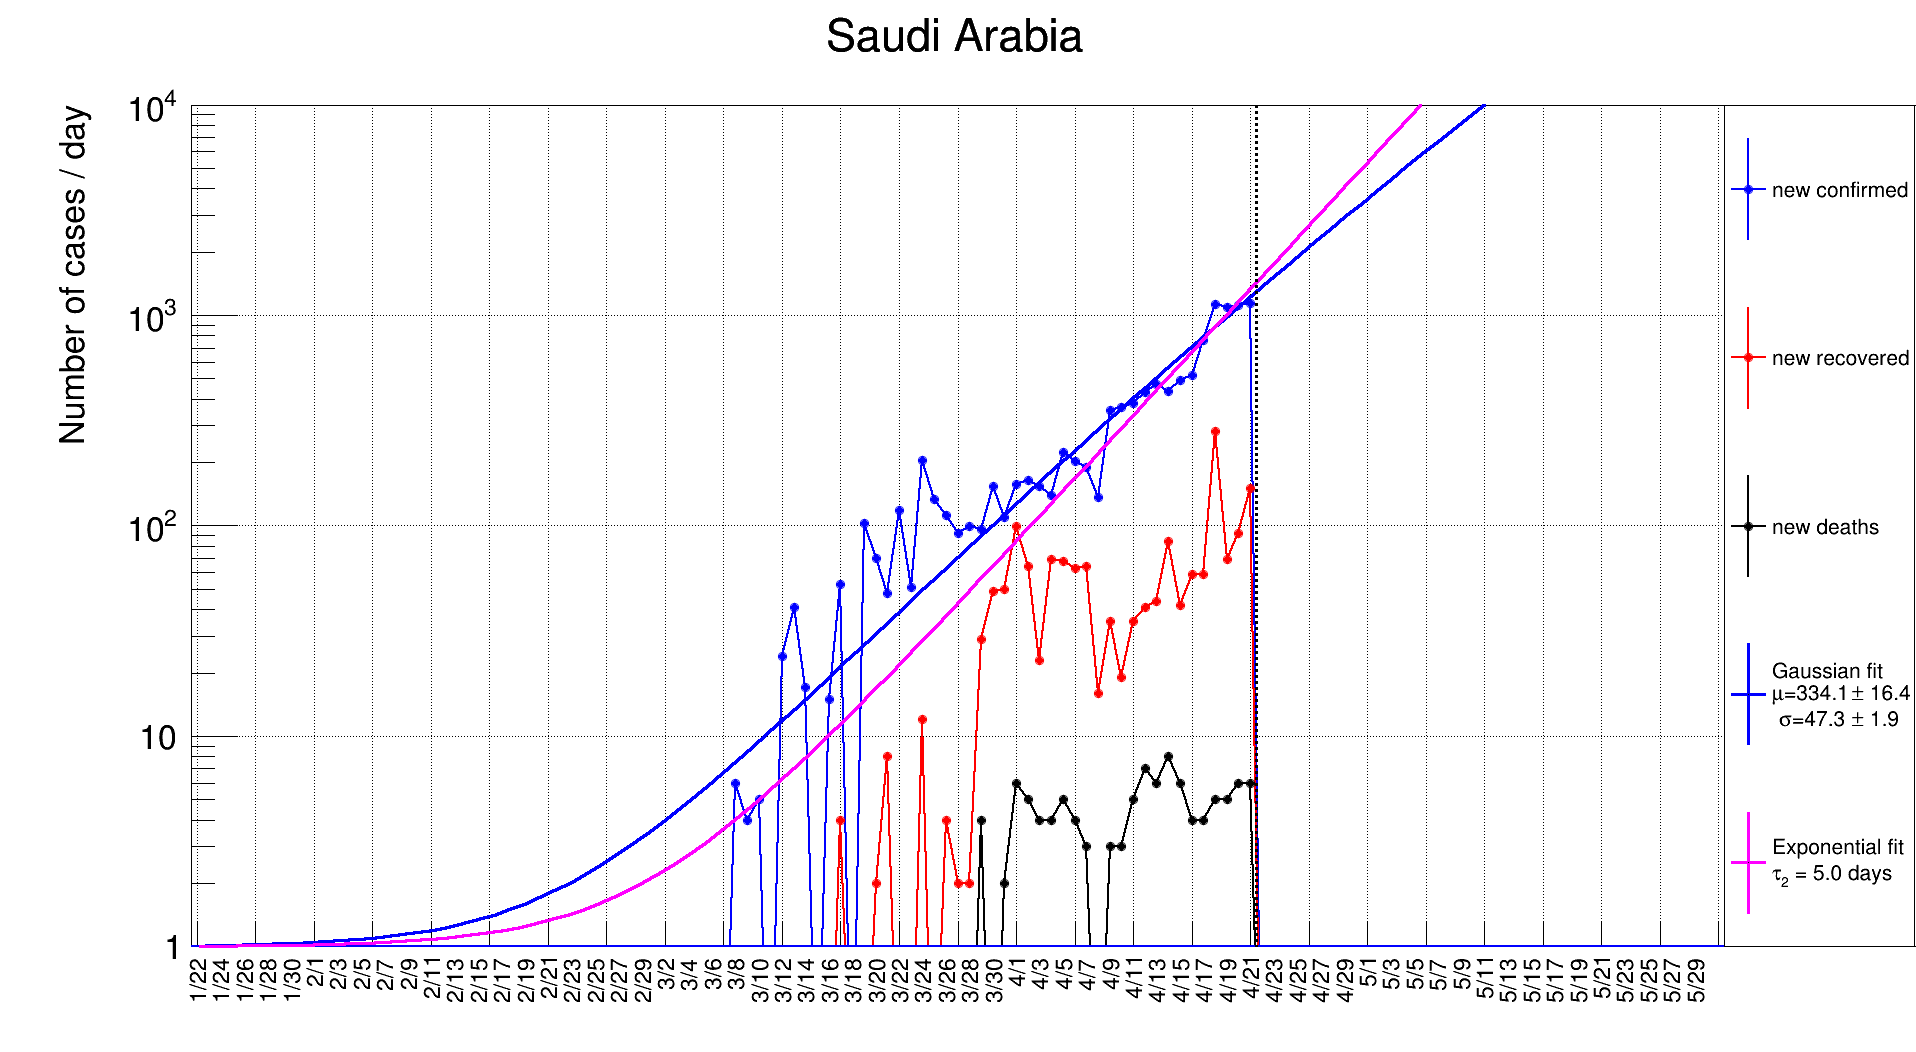 Saudi Arabia
Number of cases / day
10⁴
10³
10²
10
1
1/22 1/24 1/26 1/28 1/30 2/1 2/3 2/5 2/7 2/9 2/11 2/13 2/15 2/17 2/19 2/21 2/23 2/25 2/27 2/29 3/2 3/4 3/6 3/8 3/10 3/12 3/14 3/16 3/18 3/20 3/22 3/24 3/26 3/28 3/30 4/1 4/3 4/5 4/7 4/9 4/11 4/13 4/15 4/17 4/19 4/21 4/23 4/25 4/27 4/29 5/1 5/3 5/5 5/7 5/9 5/11 5/13 5/15 5/17 5/19 5/21 5/23 5/25 5/27 5/29
new confirmed
new recovered
new deaths
Gaussian fit
μ=334.1 ± 16.4
σ=47.3 ± 1.9
Exponential fit
τ₂ = 5.0 days